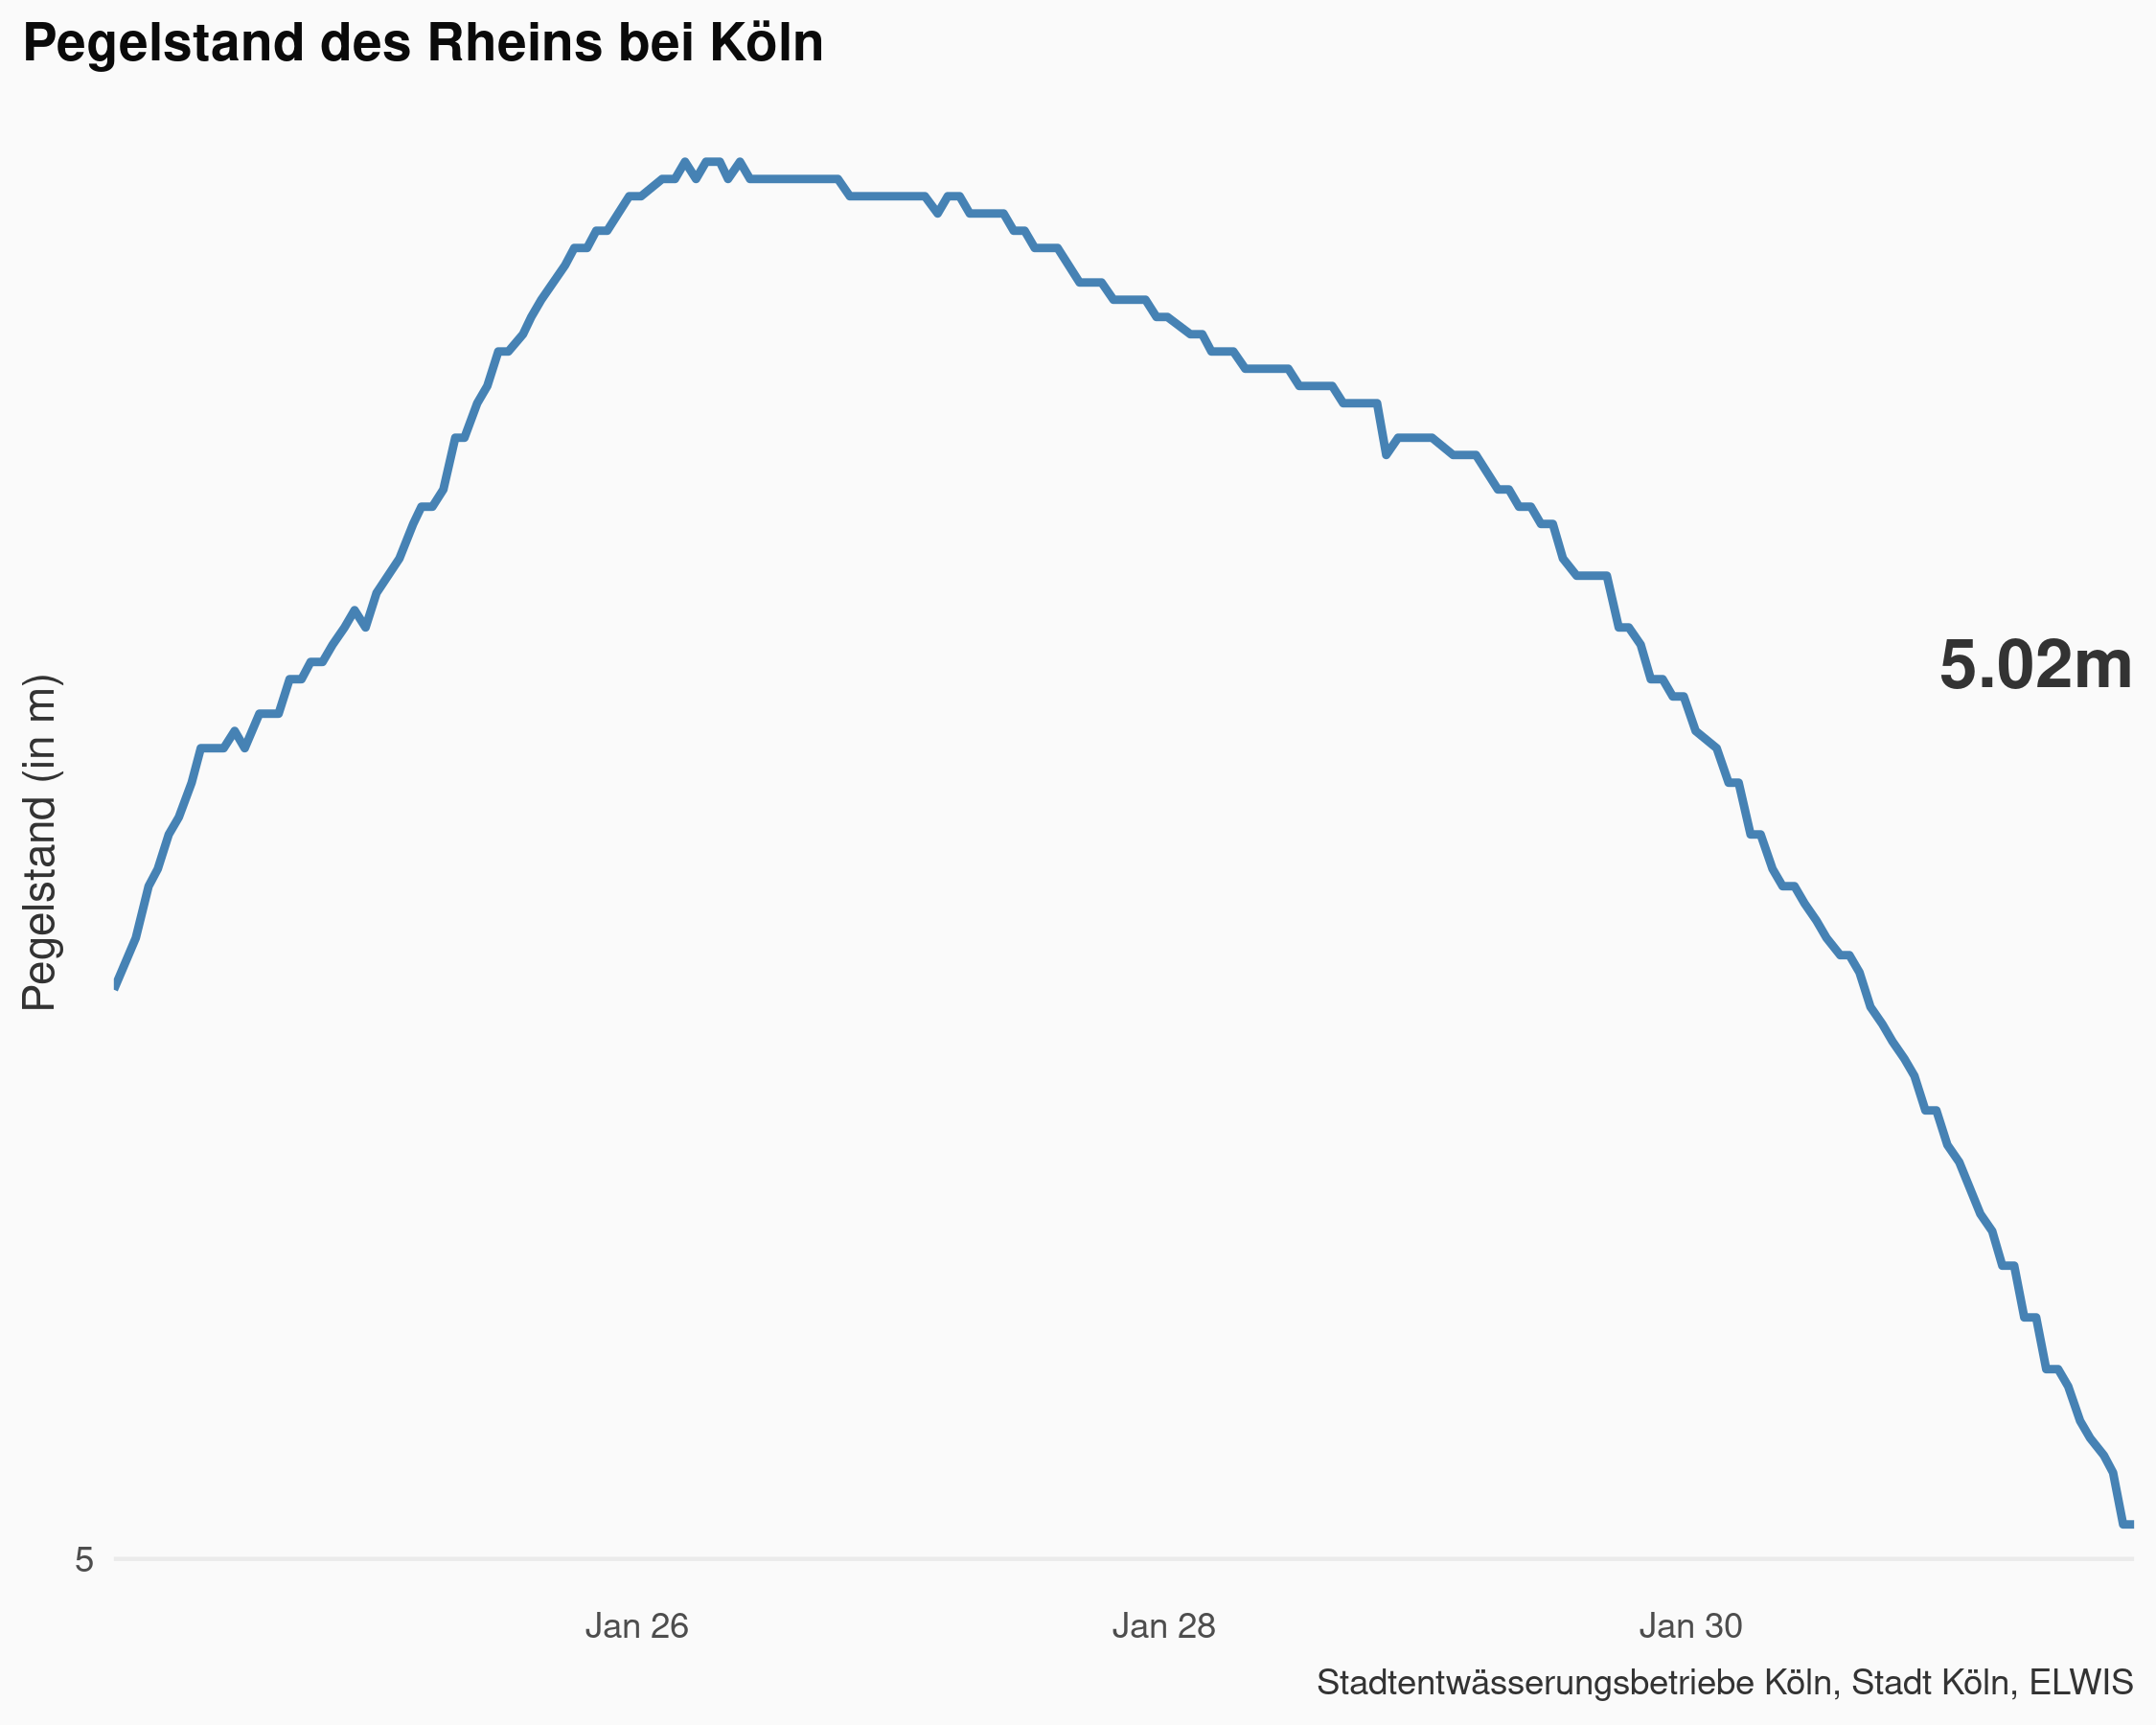 Pegelstand des Rheins bei Köln
Pegelstand (in m)
5.02m
5
Jan 26
Jan 28
Jan 30
Stadtentwässerungsbetriebe Köln, Stadt Köln, ELWIS